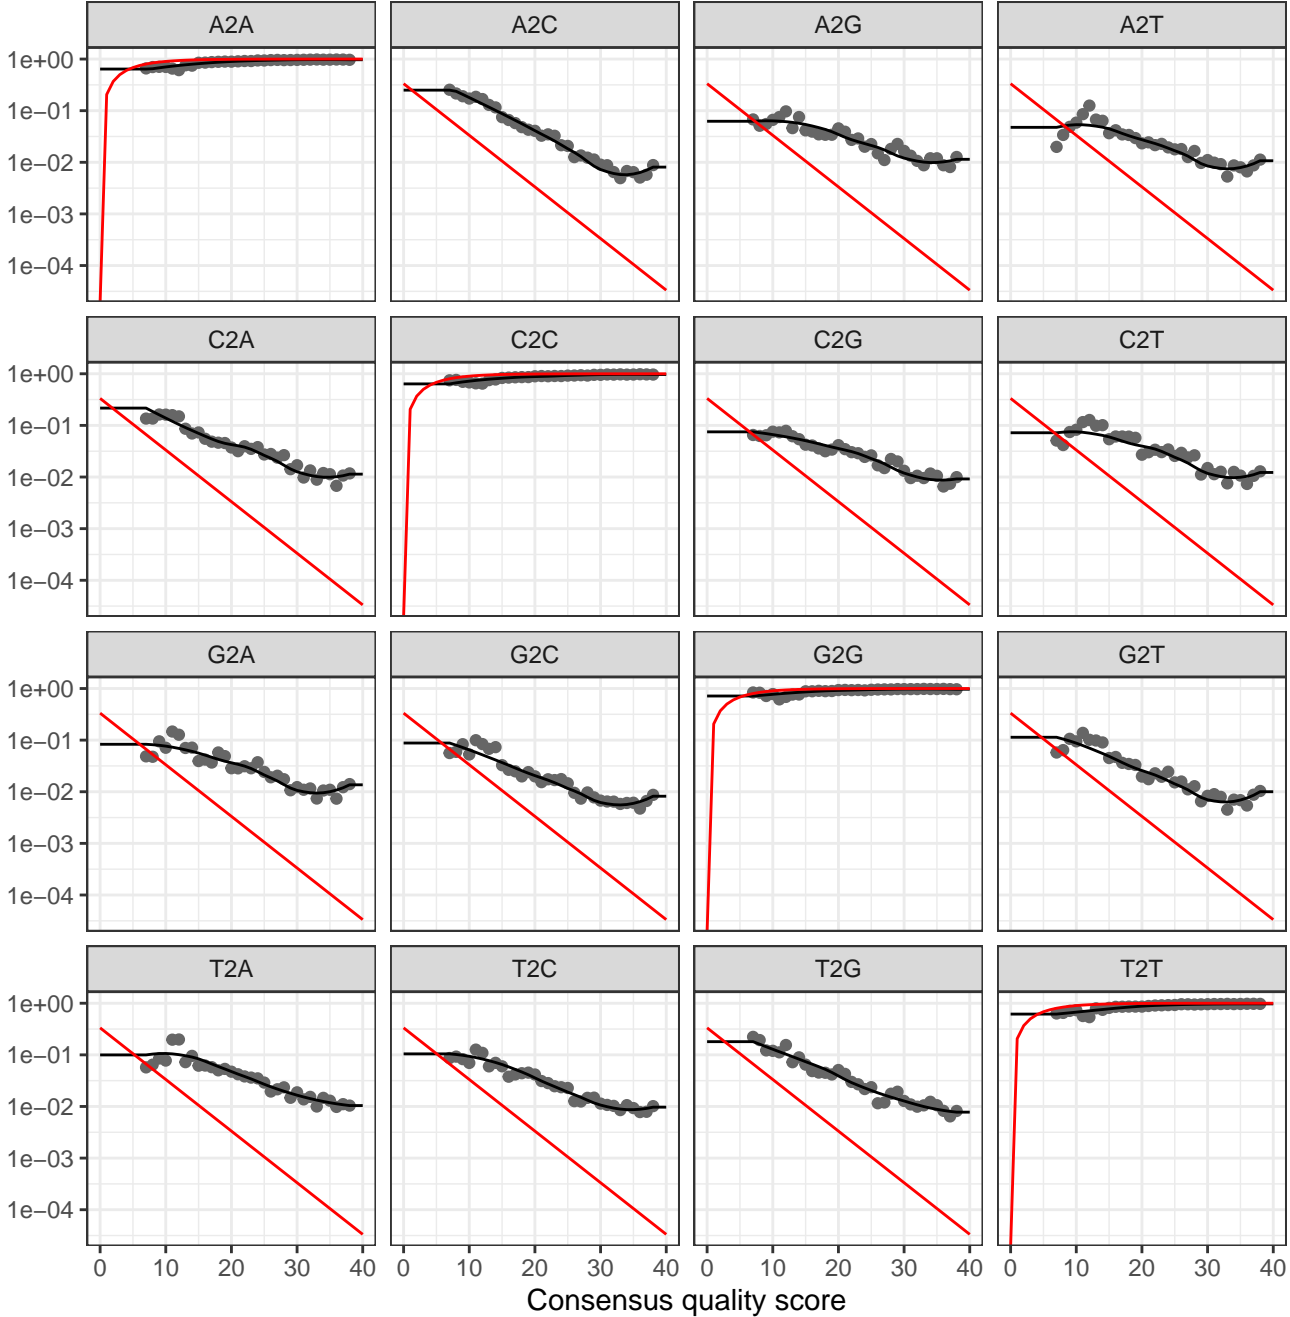 A2A A2C A2G A2T
1e+00
1e−01
1e−02
1e−03
1e−04
C2A C2C C2G C2T
1e+00
1e−01
1e−02
1e−03
1e−04
G2A G2C G2G G2T
1e+00
1e−01
1e−02
1e−03
1e−04
T2A T2C T2G T2T
1e+00
1e−01
1e−02
1e−03
1e−04
0 10 20 30 40 0 10 20 30 40 0 10 20 30 40 0 10 20 30 40
Consensus quality score